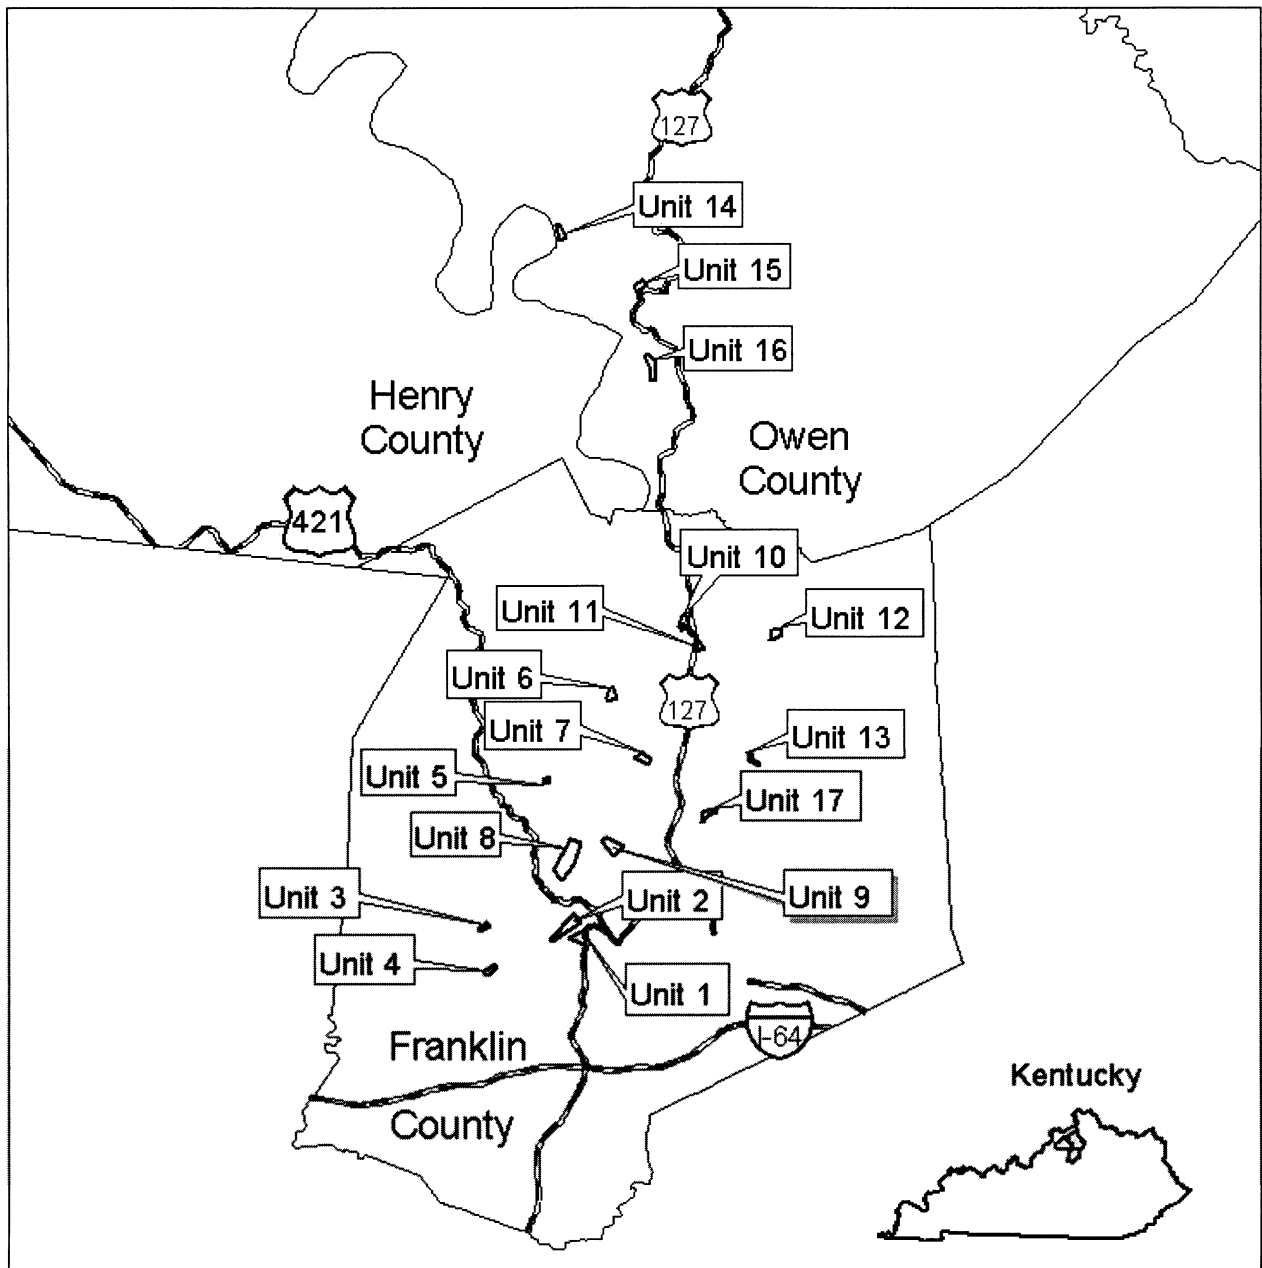 127
Unit 14
Unit 15
Unit 16
Henry
County
Owen
County
421
Unit 10
Unit 11
Unit 12
Unit 6
127
Unit 7
Unit 13
Unit 5
Unit 17
Unit 8
Unit 3
Unit 2
Unit 9
Unit 4
Unit 1
Franklin
County
I-64
Kentucky